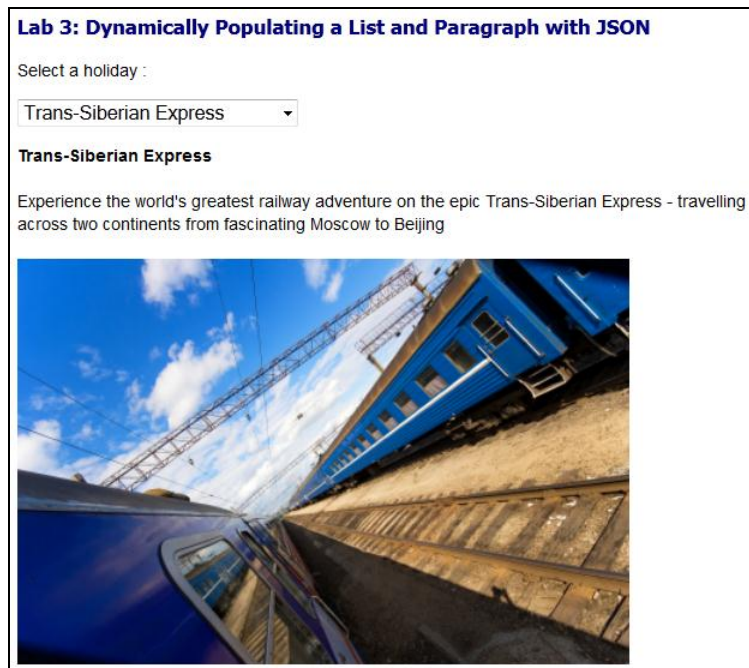 Lab 3: Dynamically Populating a List and Paragraph with JSON
Select a holiday :
Trans-Siberian Express
Trans-Siberian Express
Experience the world's greatest railway adventure on the epic Trans-Siberian Express - travelling
across two continents from fascinating Moscow to Beijing